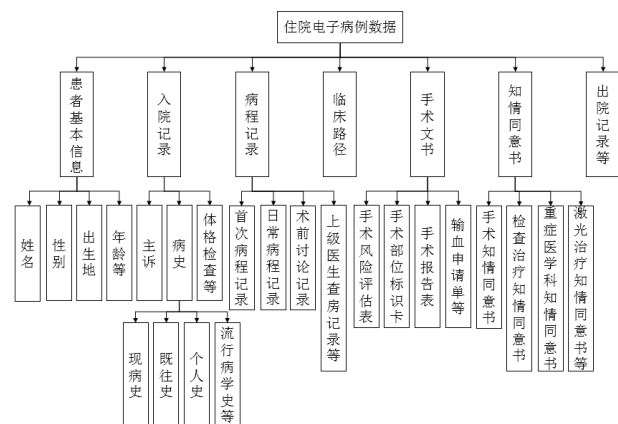 住院电子病例数据
患者基本信息
入院记录
病程记录
临床路径
手术文书
知情同意书
出院记录等
姓名
性别
出生地
年龄等
主诉
病史
体格检查等
首次病程记录
日常病程记录
术前讨论记录
上级医生查房记录等
手术风险评估表
手术部位标识卡
手术报告表
输血申请单等
手术知情同意书
检查治疗知情同意书
重症医学科知情同意书
激光治疗知情同意书等
现病史
既往史
个人史
流行病学史等